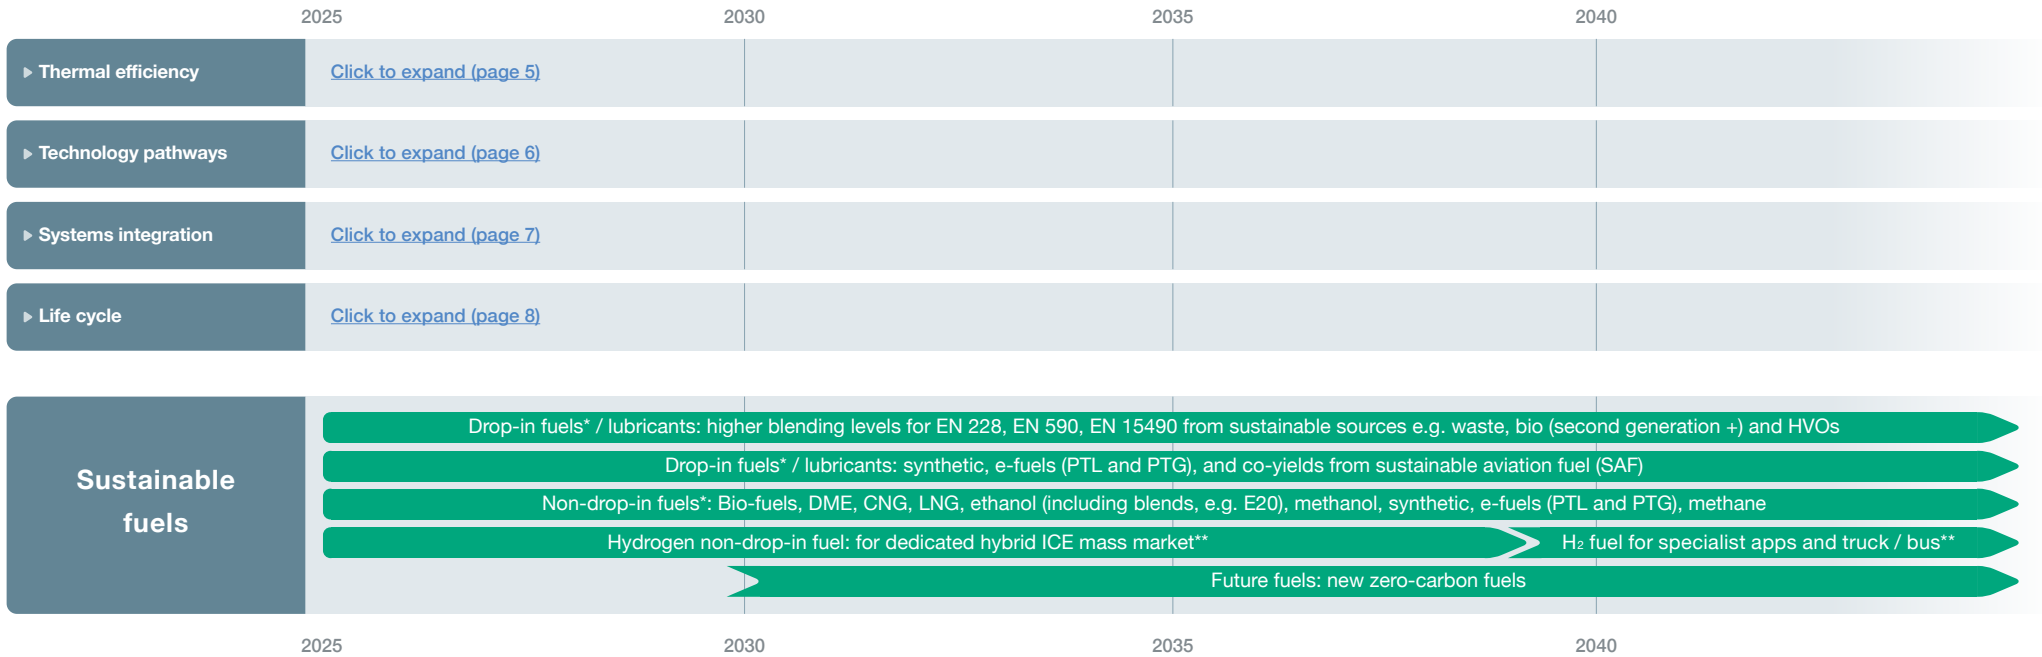 2025 2030 2035 2040
Thermal efficiency Click to expand (page 5)
Technology pathways Click to expand (page 6)
Systems integration Click to expand (page 7)
Life cycle Click to expand (page 8)
Sustainable
fuels
Drop-in fuels* / lubricants: higher blending levels for EN 228, EN 590, EN 15490 from sustainable sources e.g. waste, bio (second generation +) and HVOs
Drop-in fuels* / lubricants: synthetic, e-fuels (PTL and PTG), and co-yields from sustainable aviation fuel (SAF)
Non-drop-in fuels*: Bio-fuels, DME, CNG, LNG, ethanol (including blends, e.g. E20), methanol, synthetic, e-fuels (PTL and PTG), methane
Hydrogen non-drop-in fuel: for dedicated hybrid ICE mass market** H₂ fuel for specialist apps and truck / bus**
Future fuels: new zero-carbon fuels
2025 2030 2035 2040